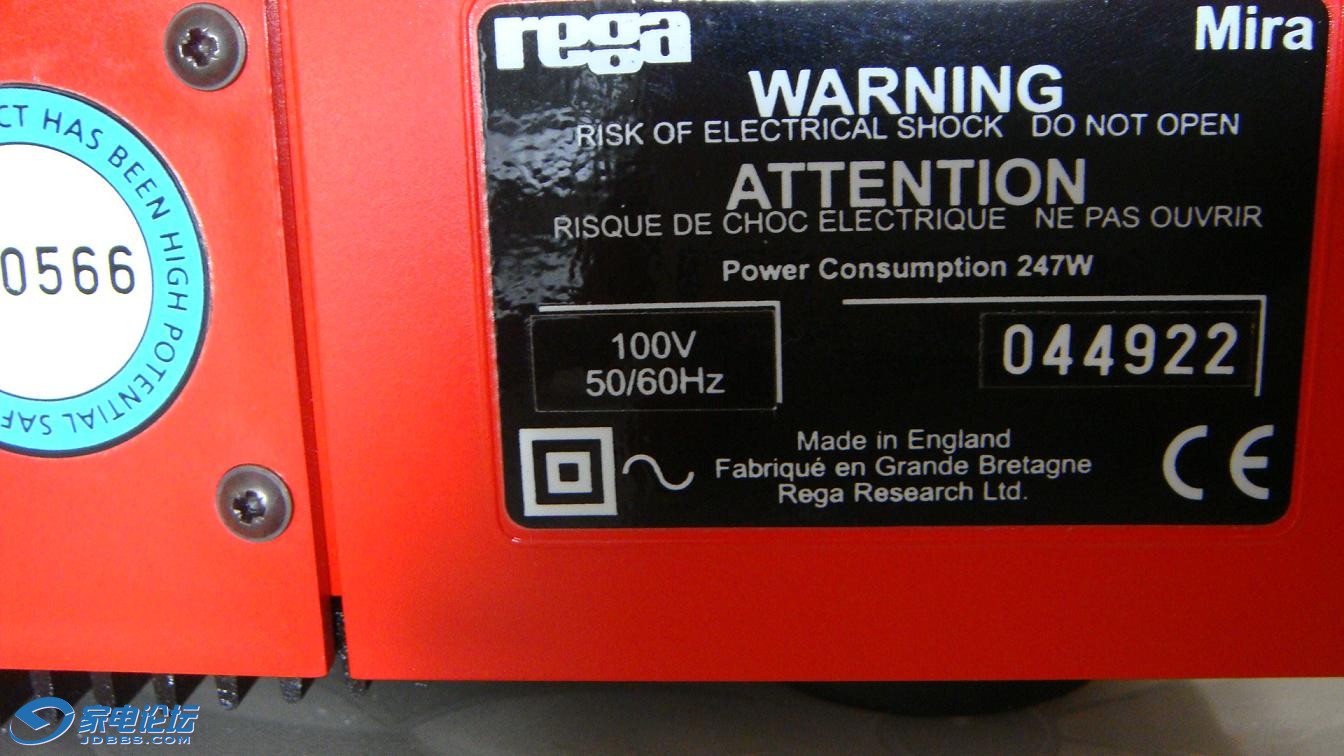 rega
Mira
WARNING
RISK OF ELECTRICAL SHOCK DO NOT OPEN
ATTENTION
RISQUE DE CHOC ELECTRIQUE NE PAS OUVRIR
Power Consumption 247W
100V
50/60Hz
044922
Made in England
Fabriqué en Grande Bretagne
Rega Research Ltd.
CE
HAS BEEN HIGH POTENTIAL
0566
家电论坛
JDBBS.COM